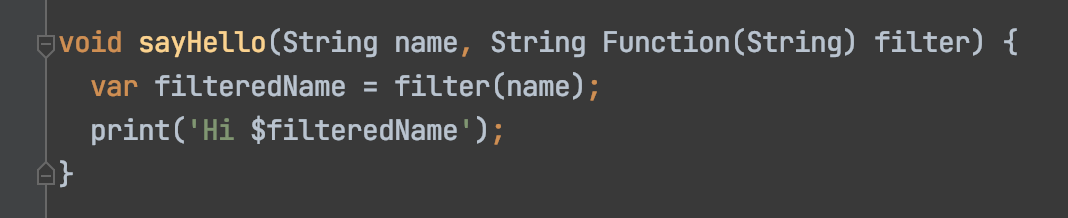 void sayHello(String name, String Function(String) filter) {
  var filteredName = filter(name);
  print('Hi $filteredName');
}